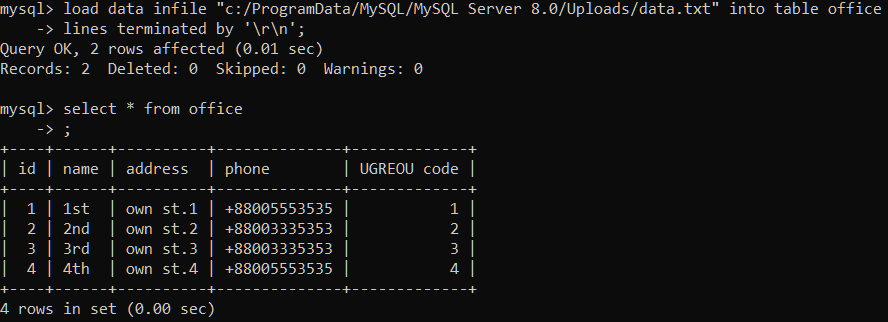 mysql> load data infile "c:/ProgramData/MySQL/MySQL Server 8.0/Uploads/data.txt" into table office
    -> lines terminated by '\r\n';
Query OK, 2 rows affected (0.01 sec)
Records: 2  Deleted: 0  Skipped: 0  Warnings: 0

mysql> select * from office
    -> ;
+----+------+----------+--------------+-------------+
| id | name | address  | phone        | UGREOU code |
+----+------+----------+--------------+-------------+
|  1 | 1st  | own st.1 | +88005553535 |           1 |
|  2 | 2nd  | own st.2 | +88003335353 |           2 |
|  3 | 3rd  | own st.3 | +88003335353 |           3 |
|  4 | 4th  | own st.4 | +88005553535 |           4 |
+----+------+----------+--------------+-------------+
4 rows in set (0.00 sec)